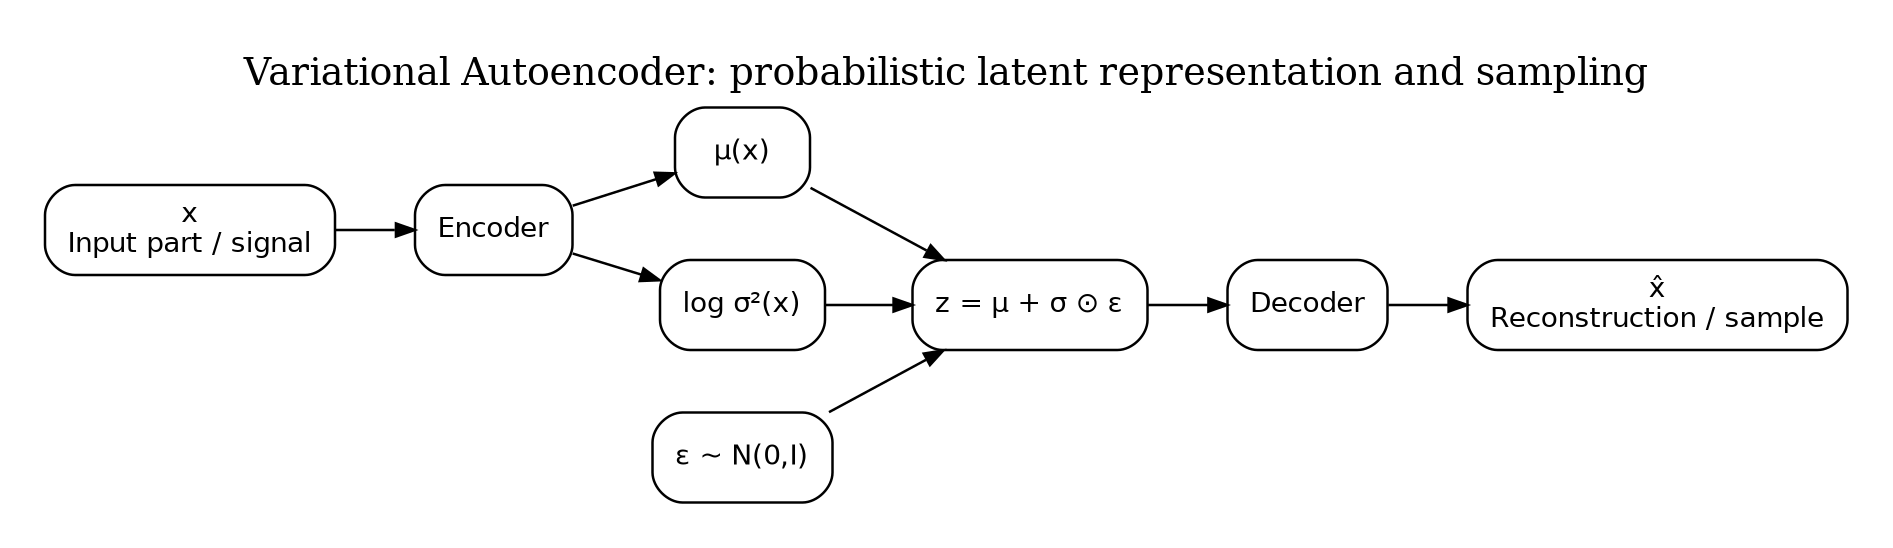 Variational Autoencoder: probabilistic latent representation and sampling
x
Input part / signal
Encoder
μ(x)
log σ²(x)
ε ~ N(0,I)
z = μ + σ ⊙ ε
Decoder
x̂
Reconstruction / sample